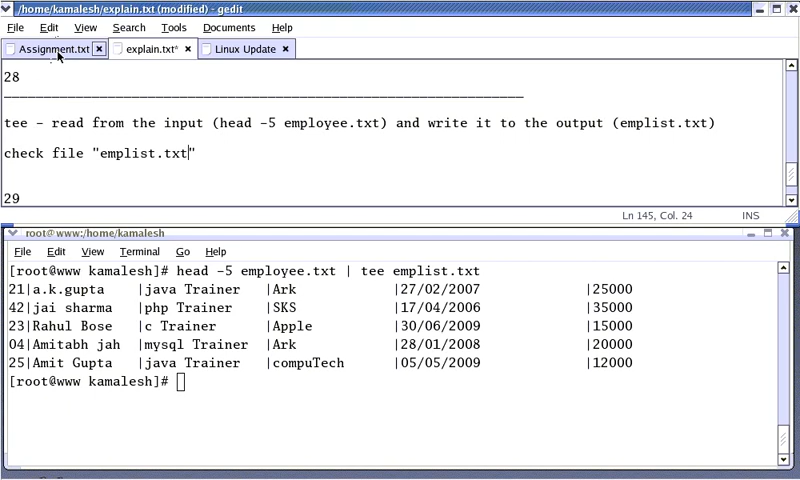 /home/kamalesh/explain.txt (modified) - gedit
File Edit View Search Tools Documents Help
Assignment.txt explain.txt* Linux Update
28
_________________________________________________________________
tee - read from the input (head -5 employee.txt) and write it to the output (emplist.txt)
check file "emplist.txt"
29
Ln 145, Col. 24 INS
root@www:/home/kamalesh
File Edit View Terminal Go Help
[root@www kamalesh]# head -5 employee.txt | tee emplist.txt
21|a.k.gupta |java Trainer |Ark |27/02/2007 |25000
42|jai sharma |php Trainer |SKS |17/04/2006 |35000
23|Rahul Bose |c Trainer |Apple |30/06/2009 |15000
04|Amitabh jah |mysql Trainer |Ark |28/01/2008 |20000
25|Amit Gupta |java Trainer |compuTech |05/05/2009 |12000
[root@www kamalesh]#